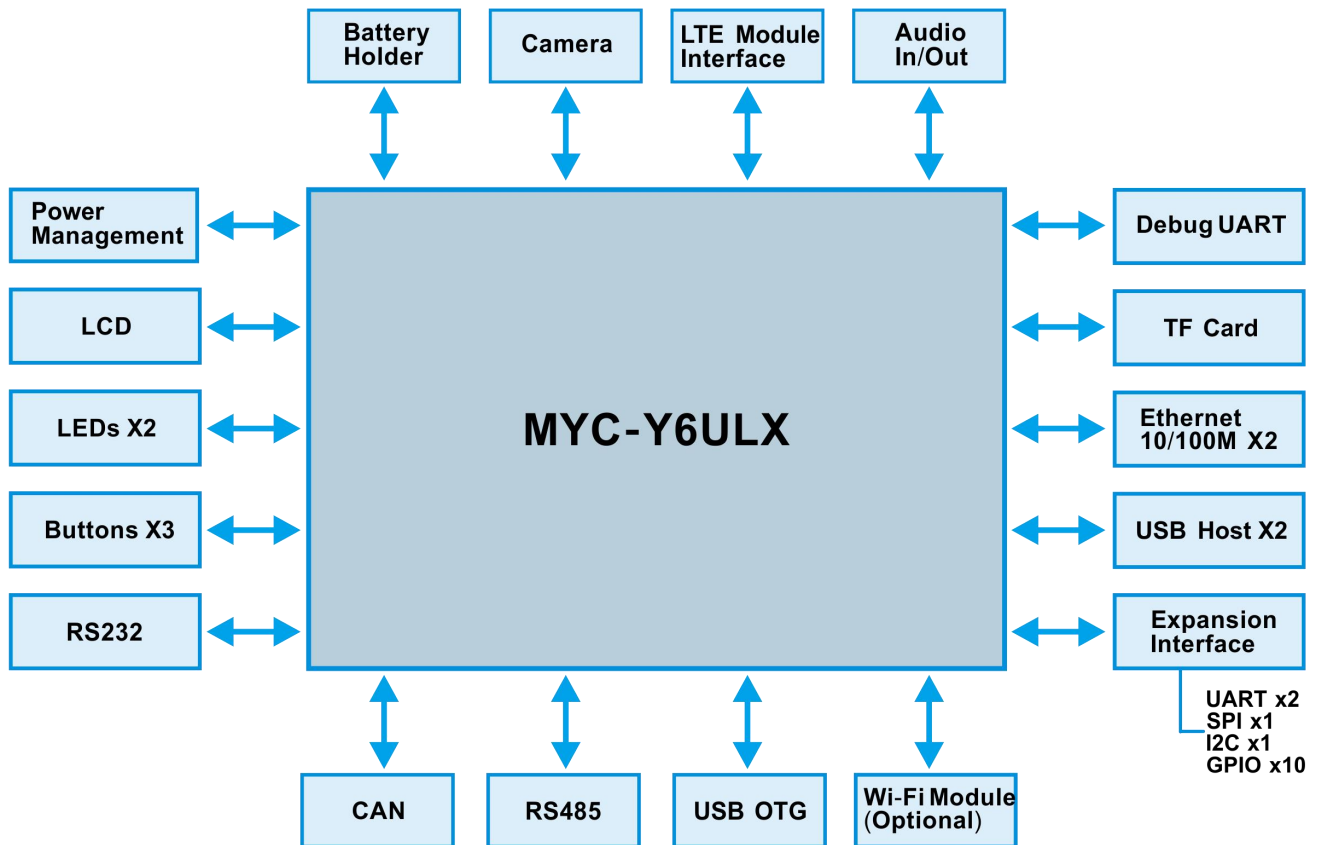 Battery
Holder
Camera
LTE Module
Interface
Audio
In/Out
Power
Management
Debug UART
LCD
TF Card
LEDs X2
MYC-Y6ULX
Ethernet
10/100M X2
Buttons X3
USB Host X2
RS232
Expansion
Interface
UART x2
SPI x1
I2C x1
GPIO x10
CAN
RS485
USB OTG
Wi-Fi Module
(Optional)